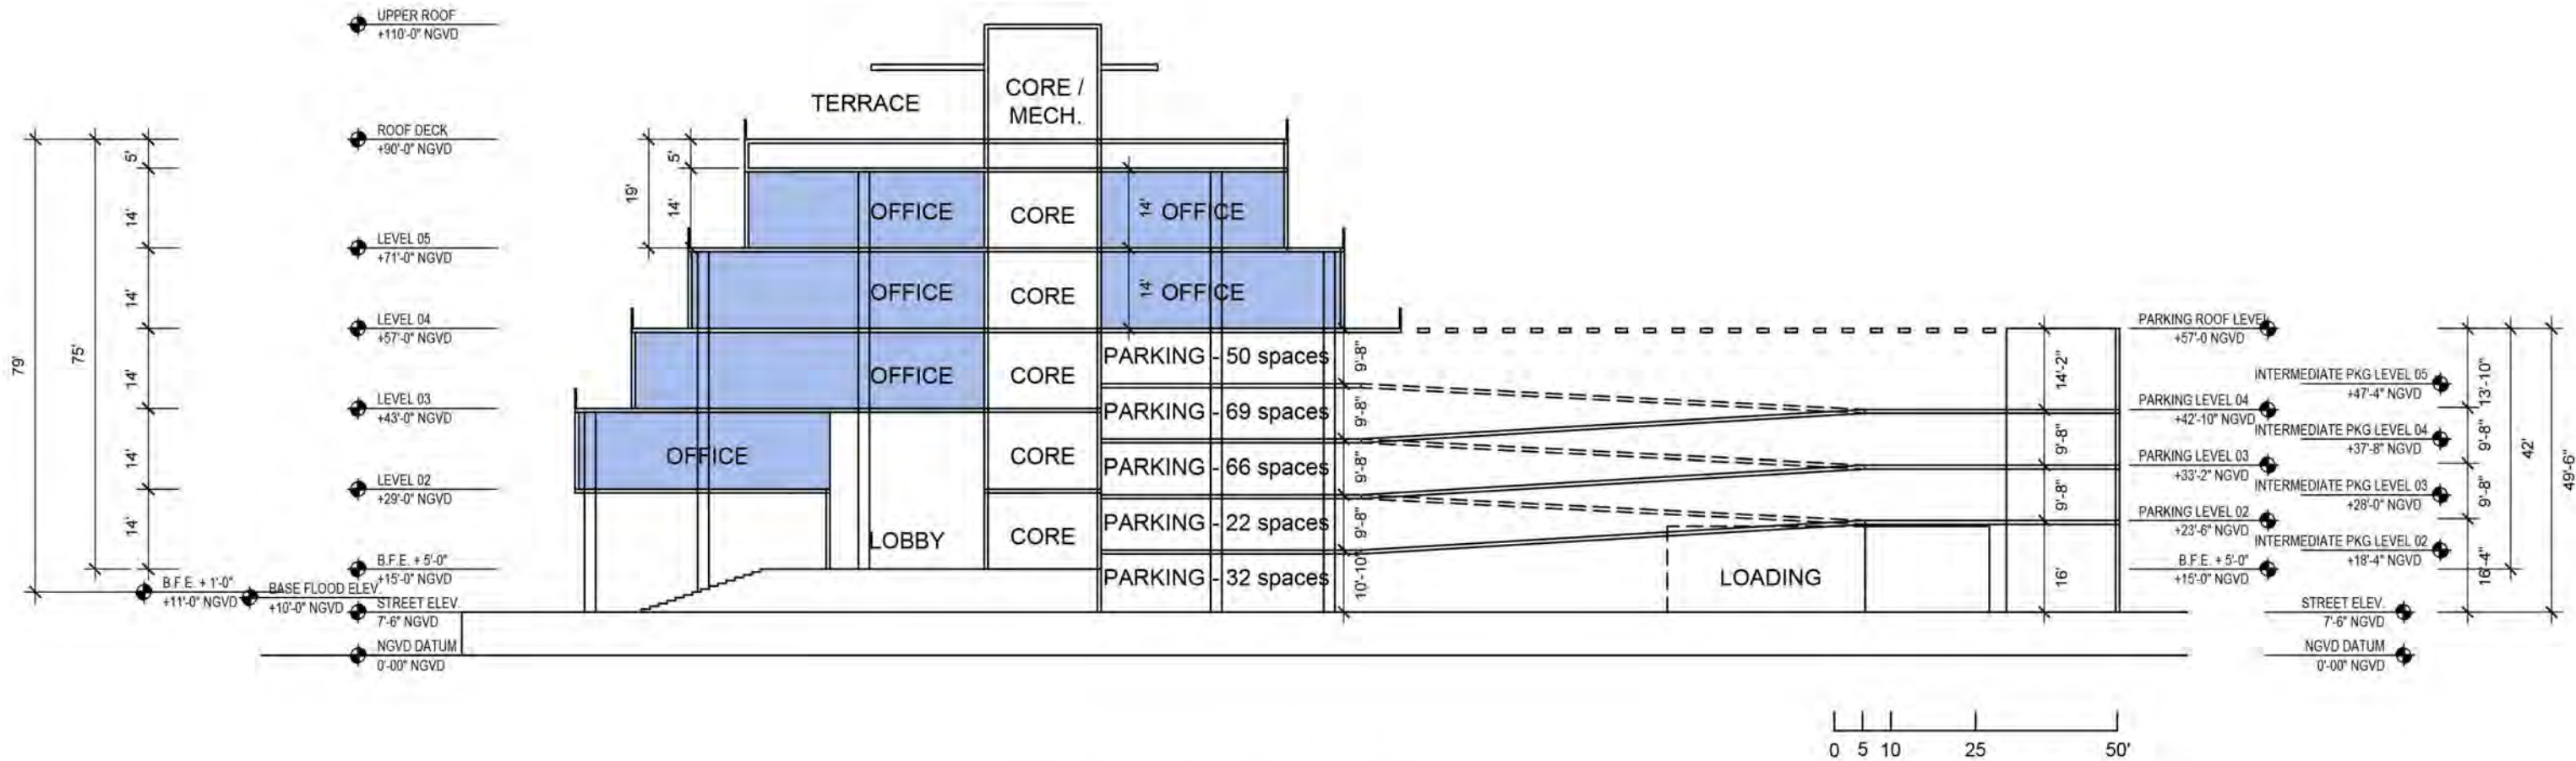 UPPER ROOF
+110'-0" NGVD
ROOF DECK
+90'-0" NGVD
LEVEL 05
+71'-0" NGVD
LEVEL 04
+57'-0" NGVD
LEVEL 03
+43'-0" NGVD
LEVEL 02
+29'-0" NGVD
B.F.E. + 5'-0"
+15'-0" NGVD
B.F.E. + 1'-0"
+11'-0" NGVD
BASE FLOOD ELEV.
+10'-0" NGVD
STREET ELEV.
7'-6" NGVD
NGVD DATUM
0'-00" NGVD
79'
75'
5'
14'
14'
14'
14'
14'
19'
5'
14'
TERRACE
CORE /
MECH.
OFFICE
CORE
14'
OFFICE
OFFICE
CORE
14'
OFFICE
OFFICE
CORE
OFFICE
CORE
LOBBY
CORE
PARKING - 50 spaces
PARKING - 69 spaces
PARKING - 66 spaces
PARKING - 22 spaces
PARKING - 32 spaces
9'-8"
9'-8"
9'-8"
9'-8"
10'-10"
LOADING
14'-2"
9'-8"
9'-8"
16'
PARKING ROOF LEVEL
+57'-0 NGVD
INTERMEDIATE PKG LEVEL 05
+47'-4" NGVD
PARKING LEVEL 04
+42'-10" NGVD
INTERMEDIATE PKG LEVEL 04
+37'-8" NGVD
PARKING LEVEL 03
+33'-2" NGVD
INTERMEDIATE PKG LEVEL 03
+28'-0" NGVD
PARKING LEVEL 02
+23'-6" NGVD
INTERMEDIATE PKG LEVEL 02
+18'-4" NGVD
B.F.E. + 5'-0"
+15'-0" NGVD
STREET ELEV.
7'-6" NGVD
NGVD DATUM
0'-00" NGVD
13'-10"
9'-8"
9'-8"
16'-4"
42'
49'-6"
0 5 10 25 50'